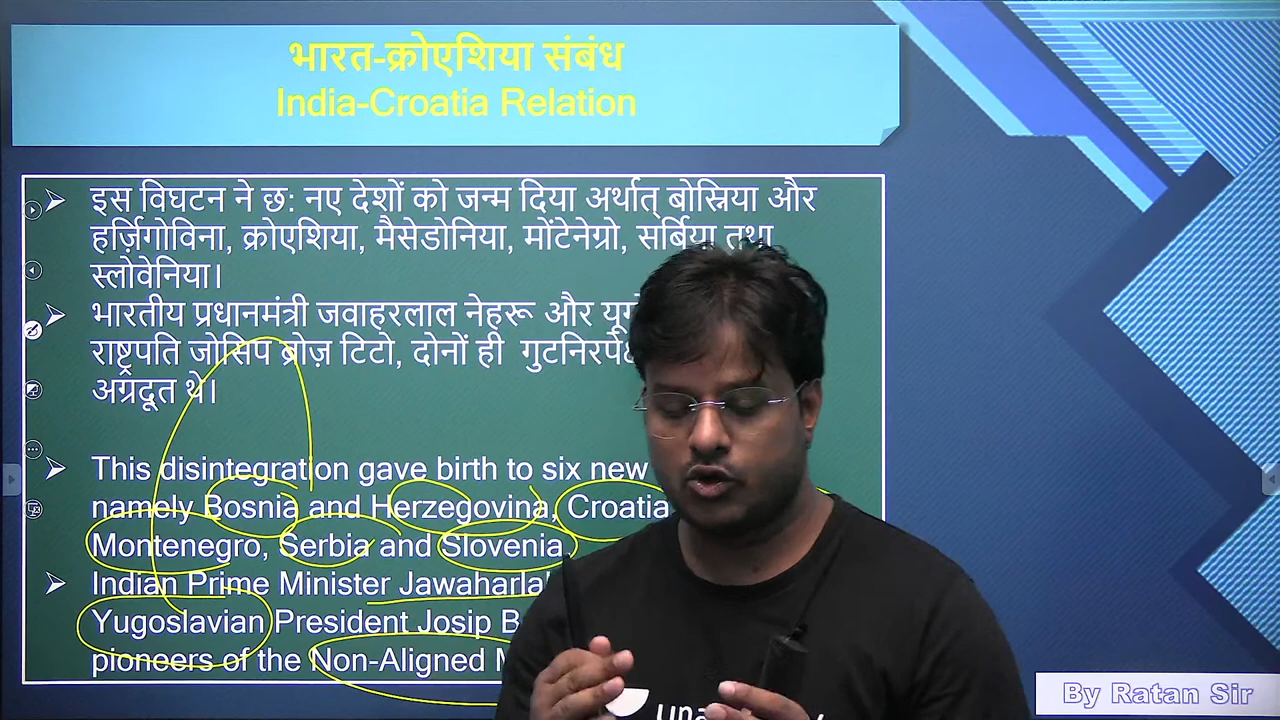 भारत-क्रोएशिया संबंध
India-Croatia Relation
इस विघटन ने छ: नए देशों को जन्म दिया अर्थात् बोस्निया और
हर्ज़िगोविना, क्रोएशिया, मैसेडोनिया, मोंटेनेग्रो, सर्बिया तथा
स्लोवेनिया।
भारतीय प्रधानमंत्री जवाहरलाल नेहरू और
राष्ट्रपति जोसिप ब्रोज़ टिटो, दोनों ही
अग्रदूत थे।
This disintegration gave birth to six new
namely Bosnia and Herzegovina, Croatia
Montenegro, Serbia and Slovenia.
Indian Prime Minister
Yugoslavian President Josip
pioneers of the Non-Aligned
By Ratan Sir